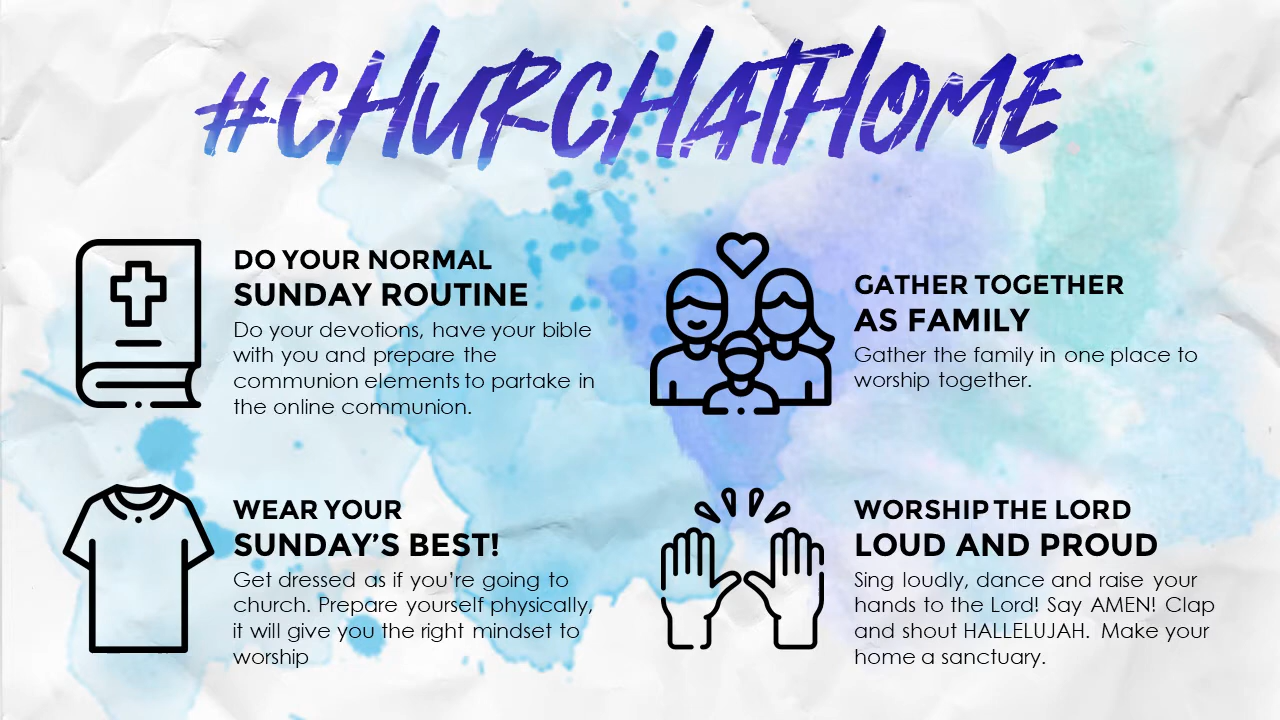 #CHURCHATHOME
DO YOUR NORMAL
SUNDAY ROUTINE
Do your devotions, have your bible
with you and prepare the
communion elements to partake in
the online communion.
GATHER TOGETHER
AS FAMILY
Gather the family in one place to
worship together.
WEAR YOUR
SUNDAY'S BEST!
Get dressed as if you're going to
church. Prepare yourself physically,
it will give you the right mindset to
worship
WORSHIP THE LORD
LOUD AND PROUD
Sing loudly, dance and raise your
hands to the Lord! Say AMEN! Clap
and shout HALLELUJAH. Make your
home a sanctuary.